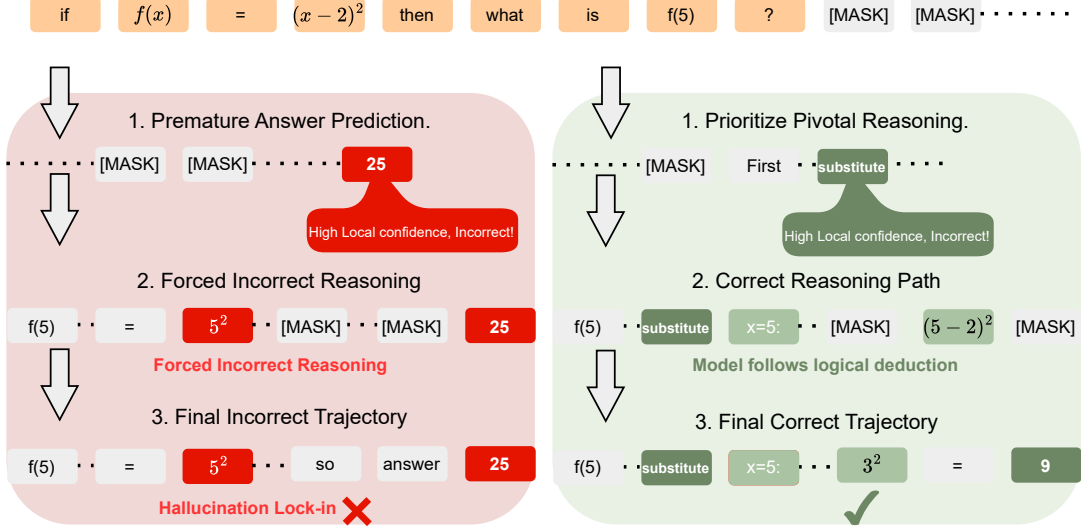 if f(x) = (x − 2)² then what is f(5) ? [MASK] [MASK] ........
1. Premature Answer Prediction.
........ [MASK] [MASK] ........ 25
High Local confidence, Incorrect!
2. Forced Incorrect Reasoning
f(5) .. = 5² .. [MASK] ... [MASK] 25
Forced Incorrect Reasoning
3. Final Incorrect Trajectory
f(5) .. = 5² ... so answer 25
Hallucination Lock-in
1. Prioritize Pivotal Reasoning.
........ [MASK] First substitute ....
High Local confidence, Incorrect!
2. Correct Reasoning Path
f(5) .. substitute x=5: ... [MASK] (5 − 2)² [MASK]
Model follows logical deduction
3. Final Correct Trajectory
f(5) .. substitute x=5: ... 3² = 9